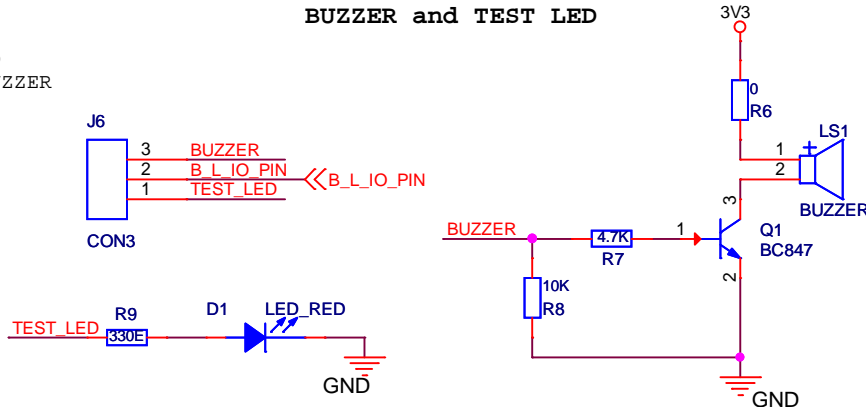 BUZZER and TEST LED
ZZER
J6
3 BUZZER
2 B_L_IO_PIN
B_L_IO_PIN
1 TEST_LED
CON3
3V3
0
R6
LS1
1
2
BUZZER
BUZZER
4.7K
R7
1
3
Q1
BC847
2
10K
R8
GND
TEST_LED
R9
330E
D1
LED_RED
GND